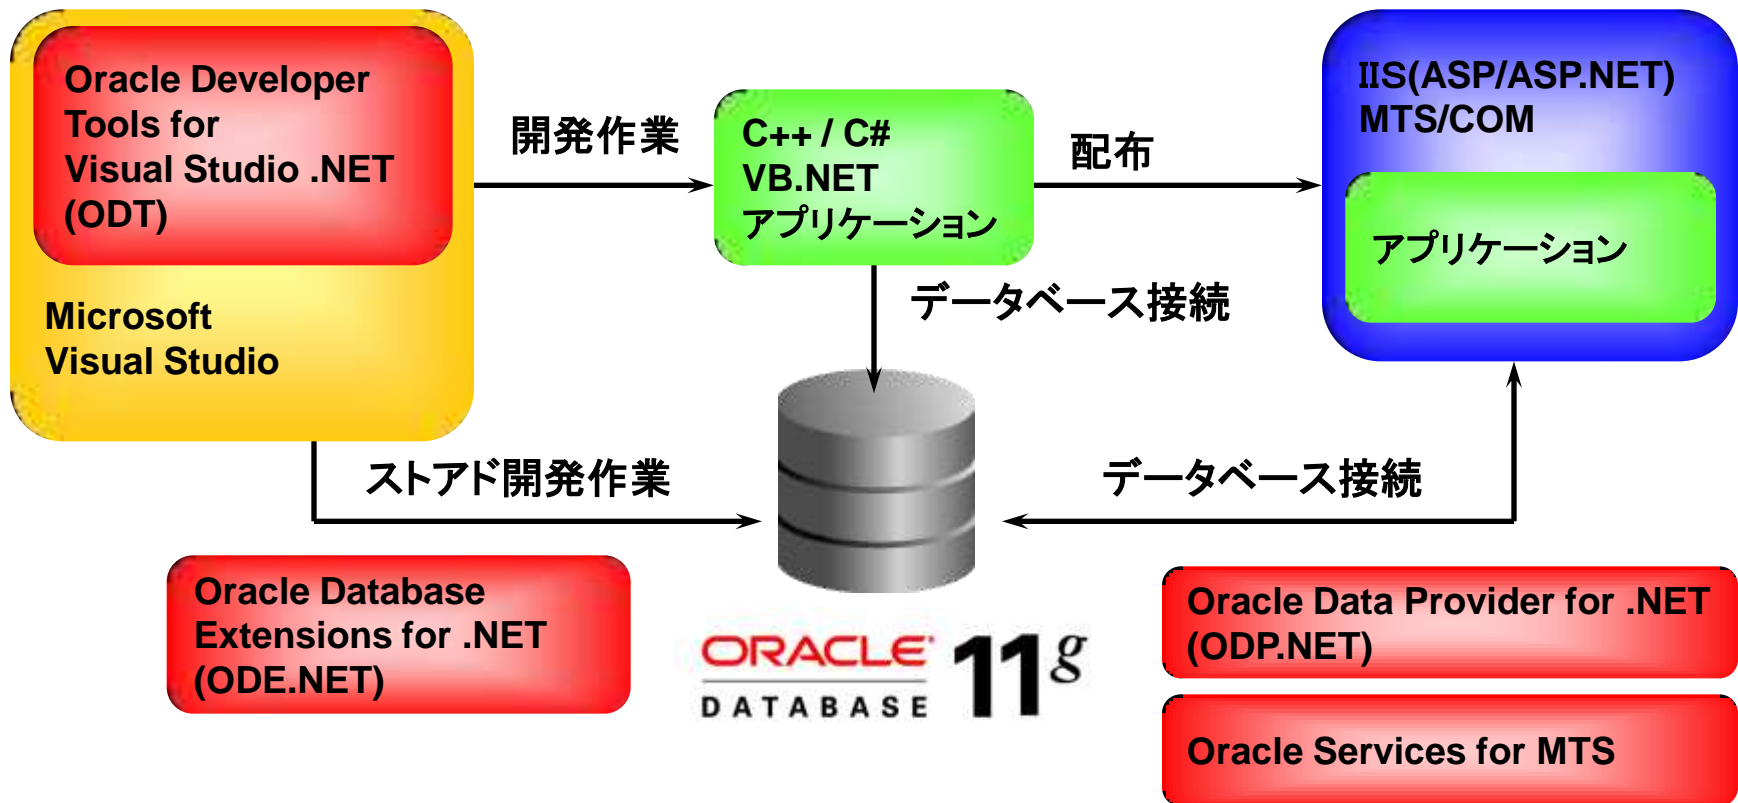 Oracle Developer
Tools for
Visual Studio .NET
(ODT)
Microsoft
Visual Studio
開発作業
C++ / C#
VB.NET
アプリケーション
配布
IIS(ASP/ASP.NET)
MTS/COM
アプリケーション
データベース接続
ストアド開発作業
データベース接続
Oracle Database
Extensions for .NET
(ODE.NET)
ORACLE
DATABASE
11g
Oracle Data Provider for .NET
(ODP.NET)
Oracle Services for MTS